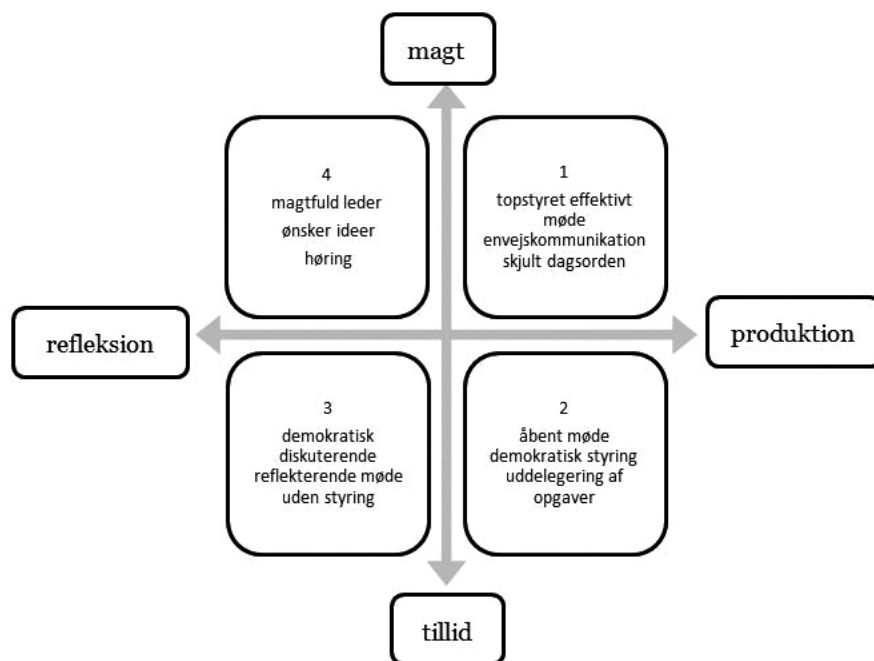 magt
4
magtfuld leder
ønsker ideer
høring
1
topstyret effektivt
møde
envejskommunikation
skjult dagsorden
refleksion
produktion
3
demokratisk
diskuterende
reflekterende møde
uden styring
2
åbent møde
demokratisk styring
uddelegering af
opgaver
tillid